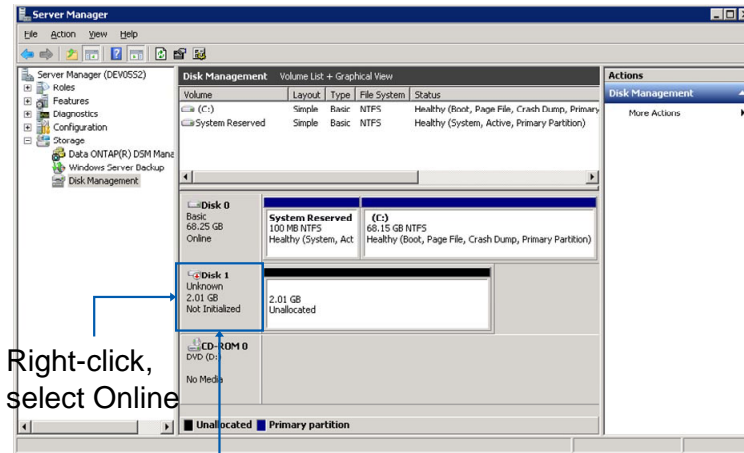 Server Manager
File Action View Help
Server Manager (DEV0552)
Roles
Features
Diagnostics
Configuration
Storage
Data ONTAP(R) DSM Mana
Windows Server Backup
Disk Management
Disk Management Volume List + Graphical View
Volume Layout Type File System Status
(C:) Simple Basic NTFS Healthy (Boot, Page File, Crash Dump, Primary
System Reserved Simple Basic NTFS Healthy (System, Active, Primary Partition)
Disk 0
Basic
68.25 GB
Online
System Reserved
100 MB NTFS
Healthy (System, Act
(C:)
68.15 GB NTFS
Healthy (Boot, Page File, Crash Dump, Primary Partition)
Disk 1
Unknown
2.01 GB
Not Initialized
2.01 GB
Unallocated
CD-ROM 0
DVD (D:)
No Media
Unallocated Primary partition
Actions
Disk Management
More Actions
Right-click,
select Online